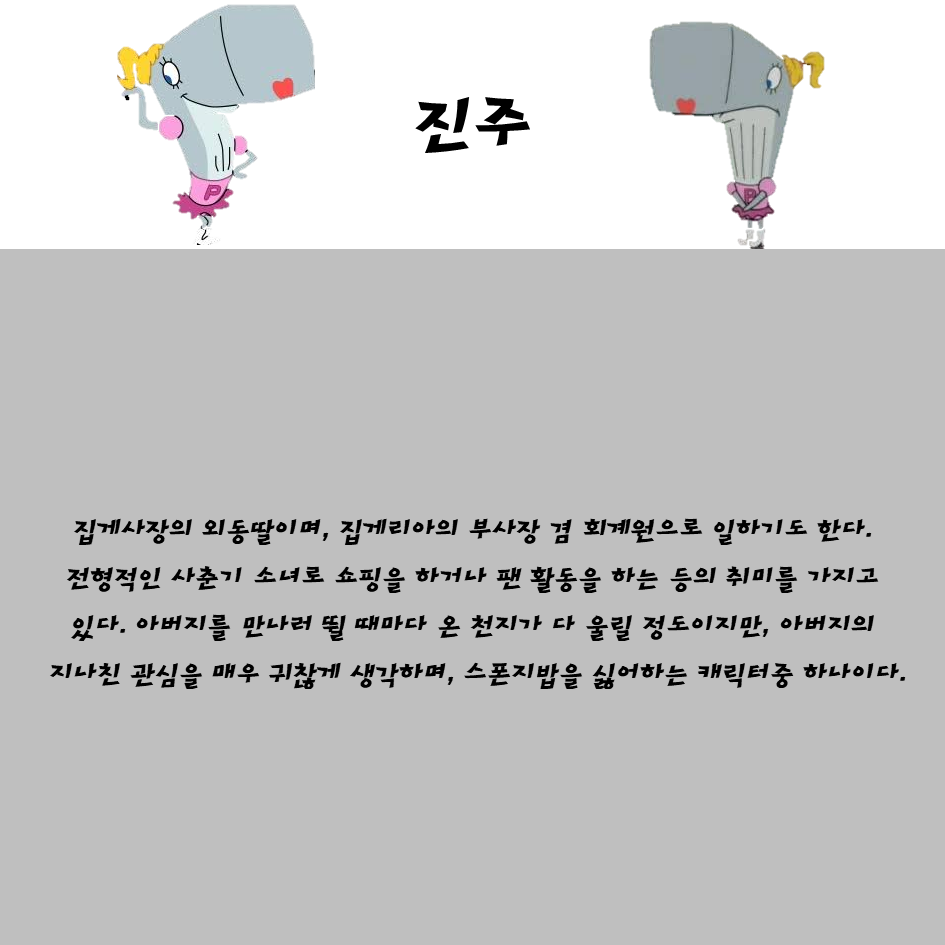 진주
P
P
집게사장의 외동딸이며, 집게리아의 부사장 겸 회계원으로 일하기도 한다.
전형적인 사춘기 소녀로 쇼핑을 하거나 팬 활동을 하는 등의 취미를 가지고
있다. 아버지를 만나러 뛸 때마다 온 천지가 다 울릴 정도이지만, 아버지의
지나친 관심을 매우 귀찮게 생각하며, 스폰지밥을 싫어하는 캐릭터중 하나이다.